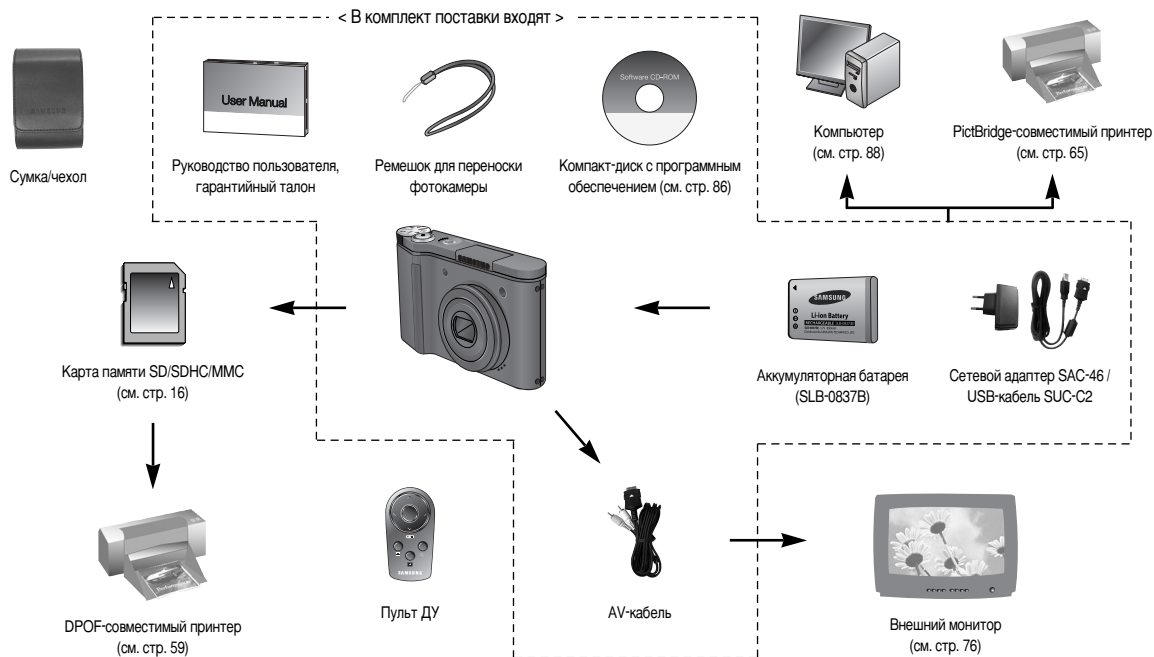 < В комплект поставки входят >
SAMSUNG
User Manual
Software CD-ROM
Сумка/чехол
Руководство пользователя,
гарантийный талон
Ремешок для переноски
фотокамеры
Компакт-диск с программным
обеспечением (см. стр. 86)
Компьютер
(см. стр. 88)
PictBridge-совместимый принтер
(см. стр. 65)
SAMSUNG
SAMSUNG
Li-ion Battery
RECHARGEABLE
Карта памяти SD/SDHC/MMC
(см. стр. 16)
Аккумуляторная батарея
(SLB-0837B)
Сетевой адаптер SAC-46 /
USB-кабель SUC-C2
SAMSUNG
DPOF-совместимый принтер
(см. стр. 59)
Пульт ДУ
AV-кабель
Внешний монитор
(см. стр. 76)